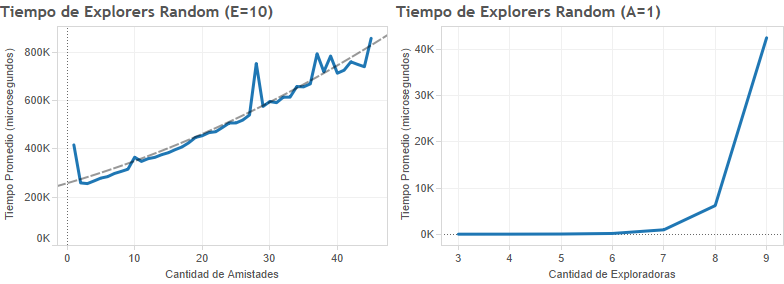 Tiempo de Explorers Random (E=10)
Tiempo Promedio (microsegundos)
800K
600K
400K
200K
0K
0
10
20
30
40
Cantidad de Amistades
Tiempo de Explorers Random (A=1)
Tiempo Promedio (microsegundos)
40K
30K
20K
10K
0K
3
4
5
6
7
8
9
Cantidad de Exploradoras